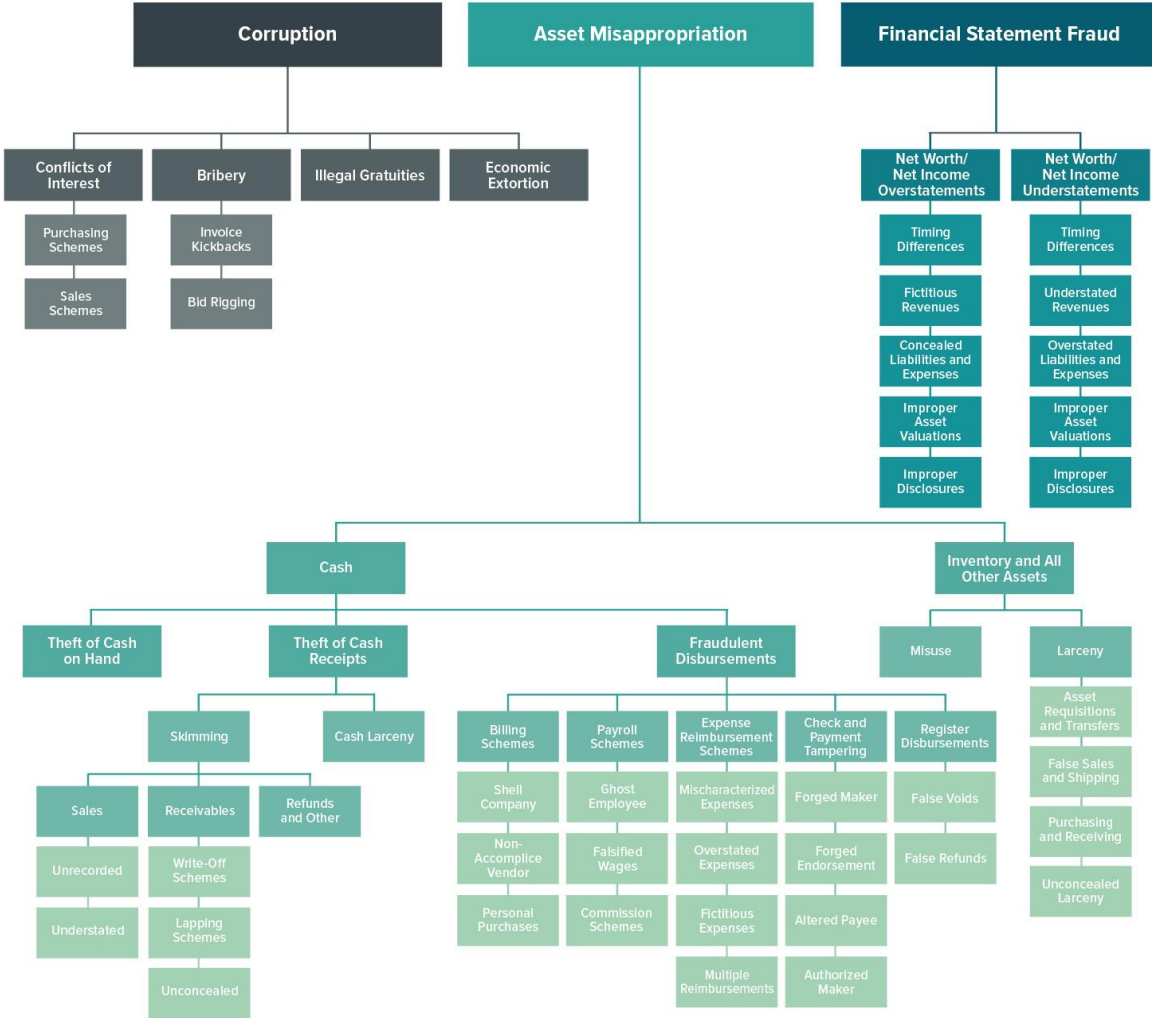 Corruption
Asset Misappropriation
Financial Statement Fraud
Conflicts of
Interest
Bribery
Illegal Gratuities
Economic
Extortion
Net Worth/
Net Income
Overstatements
Net Worth/
Net Income
Understatements
Purchasing
Schemes
Invoice
Kickbacks
Timing
Differences
Timing
Differences
Sales
Schemes
Bid Rigging
Fictitious
Revenues
Understated
Revenues
Concealed
Liabilities and
Expenses
Overstated
Liabilities and
Expenses
Improper
Asset
Valuations
Improper
Asset
Valuations
Improper
Disclosures
Improper
Disclosures
Cash
Inventory and All
Other Assets
Theft of Cash
on Hand
Theft of Cash
Receipts
Fraudulent
Disbursements
Misuse
Larceny
Skimming
Cash Larceny
Billing
Schemes
Payroll
Schemes
Expense
Reimbursement
Schemes
Check and
Payment
Tampering
Register
Disbursements
Asset
Requisitions
and Transfers
Sales
Receivables
Refunds
and Other
Shell
Company
Ghost
Employee
Mischaracterized
Expenses
Forged Maker
False Voids
False Sales
and Shipping
Unrecorded
Write-Off
Schemes
Non-
Accomplice
Vendor
Falsified
Wages
Overstated
Expenses
Forged
Endorsement
False Refunds
Purchasing
and Receiving
Understated
Lapping
Schemes
Personal
Purchases
Commission
Schemes
Fictitious
Expenses
Altered Payee
Unconcealed
Larceny
Unconcealed
Multiple
Reimbursements
Authorized
Maker